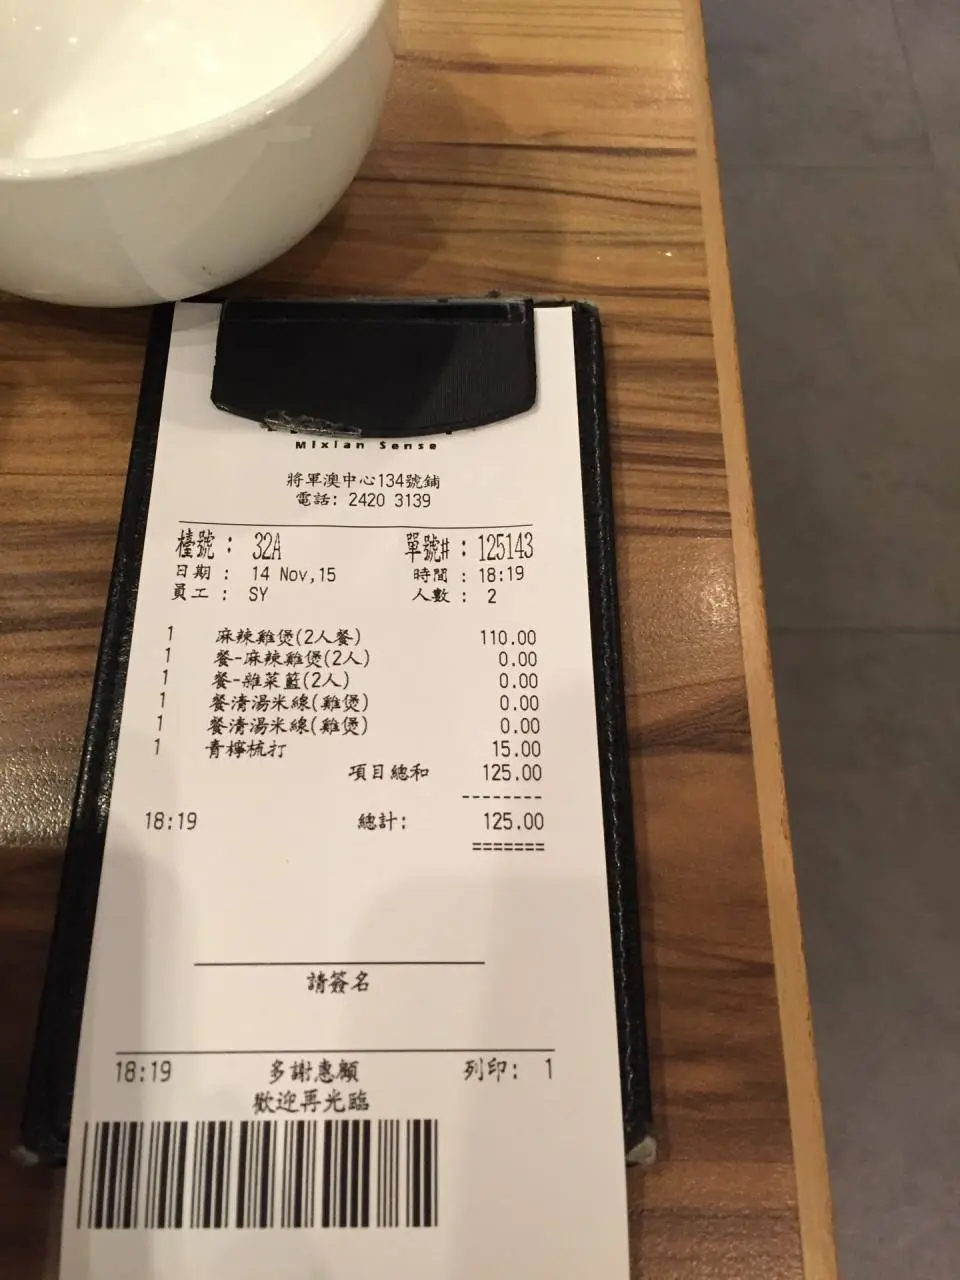 Mixian Sense
將軍澳中心134號鋪
電話: 2420 3139
檯號 : 32A 單號# : 125143
日期 : 14 Nov,15 時間 : 18:19
員工 : SY 人數 : 2
1 麻辣雞煲(2人餐) 110.00
1 餐-麻辣雞煲(2人) 0.00
1 餐-雜菜籃(2人) 0.00
1 餐清湯米線(雞煲) 0.00
1 餐清湯米線(雞煲) 0.00
1 青檸梳打 15.00
項目總和 125.00
--------
18:19 總計: 125.00
=======
請簽名
18:19 多謝惠顧 列印: 1
歡迎再光臨